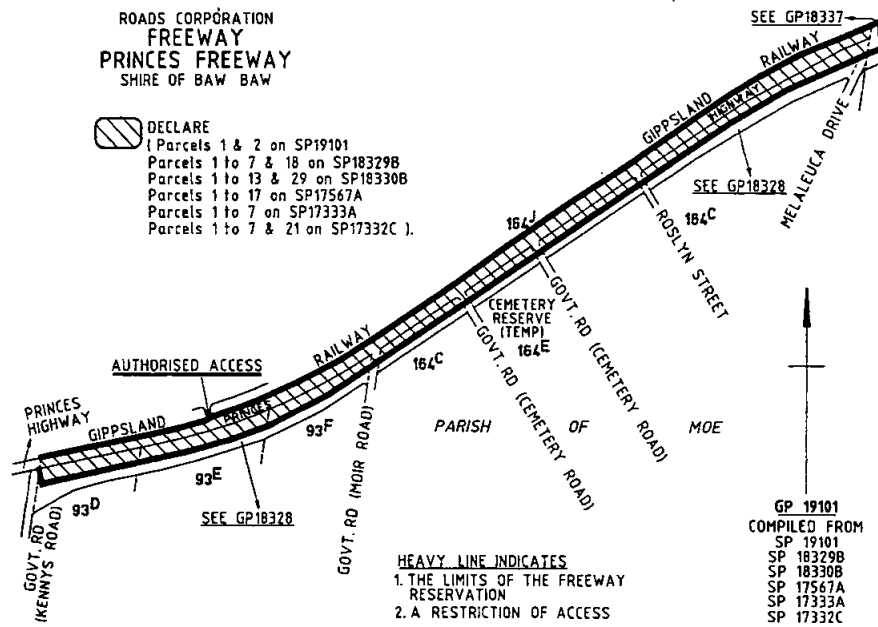 ROADS CORPORATION
FREEWAY
PRINCES FREEWAY
SHIRE OF BAW BAW
DECLARE
( Parcels 1 & 2 on SP19101
Parcels 1 to 7 & 18 on SP18329B
Parcels 1 to 13 & 29 on SP18330B
Parcels 1 to 17 on SP17567A
Parcels 1 to 7 on SP17333A
Parcels 1 to 7 & 21 on SP17332C ).
SEE GP18337
RAILWAY
GIPPSLAND
HIGHWAY
MELALEUCA DRIVE
SEE GP18328
164J
164C
ROSLYN STREET
GOVT. RD (CEMETERY ROAD)
CEMETERY
RESERVE
(TEMP)
164E
GOVT. RD (CEMETERY ROAD)
164C
RAILWAY
AUTHORISED ACCESS
PRINCES
HIGHWAY
GIPPSLAND
PRINCES
93F
93E
93D
GOVT. RD (MOIR ROAD)
PARISH OF MOE
SEE GP18328
GOVT. RD
(KENNYS ROAD)
HEAVY LINE INDICATES
1. THE LIMITS OF THE FREEWAY
RESERVATION
2. A RESTRICTION OF ACCESS
GP 19101
COMPILED FROM
SP 19101
SP 18329B
SP 18330B
SP 17567A
SP 17333A
SP 17332C